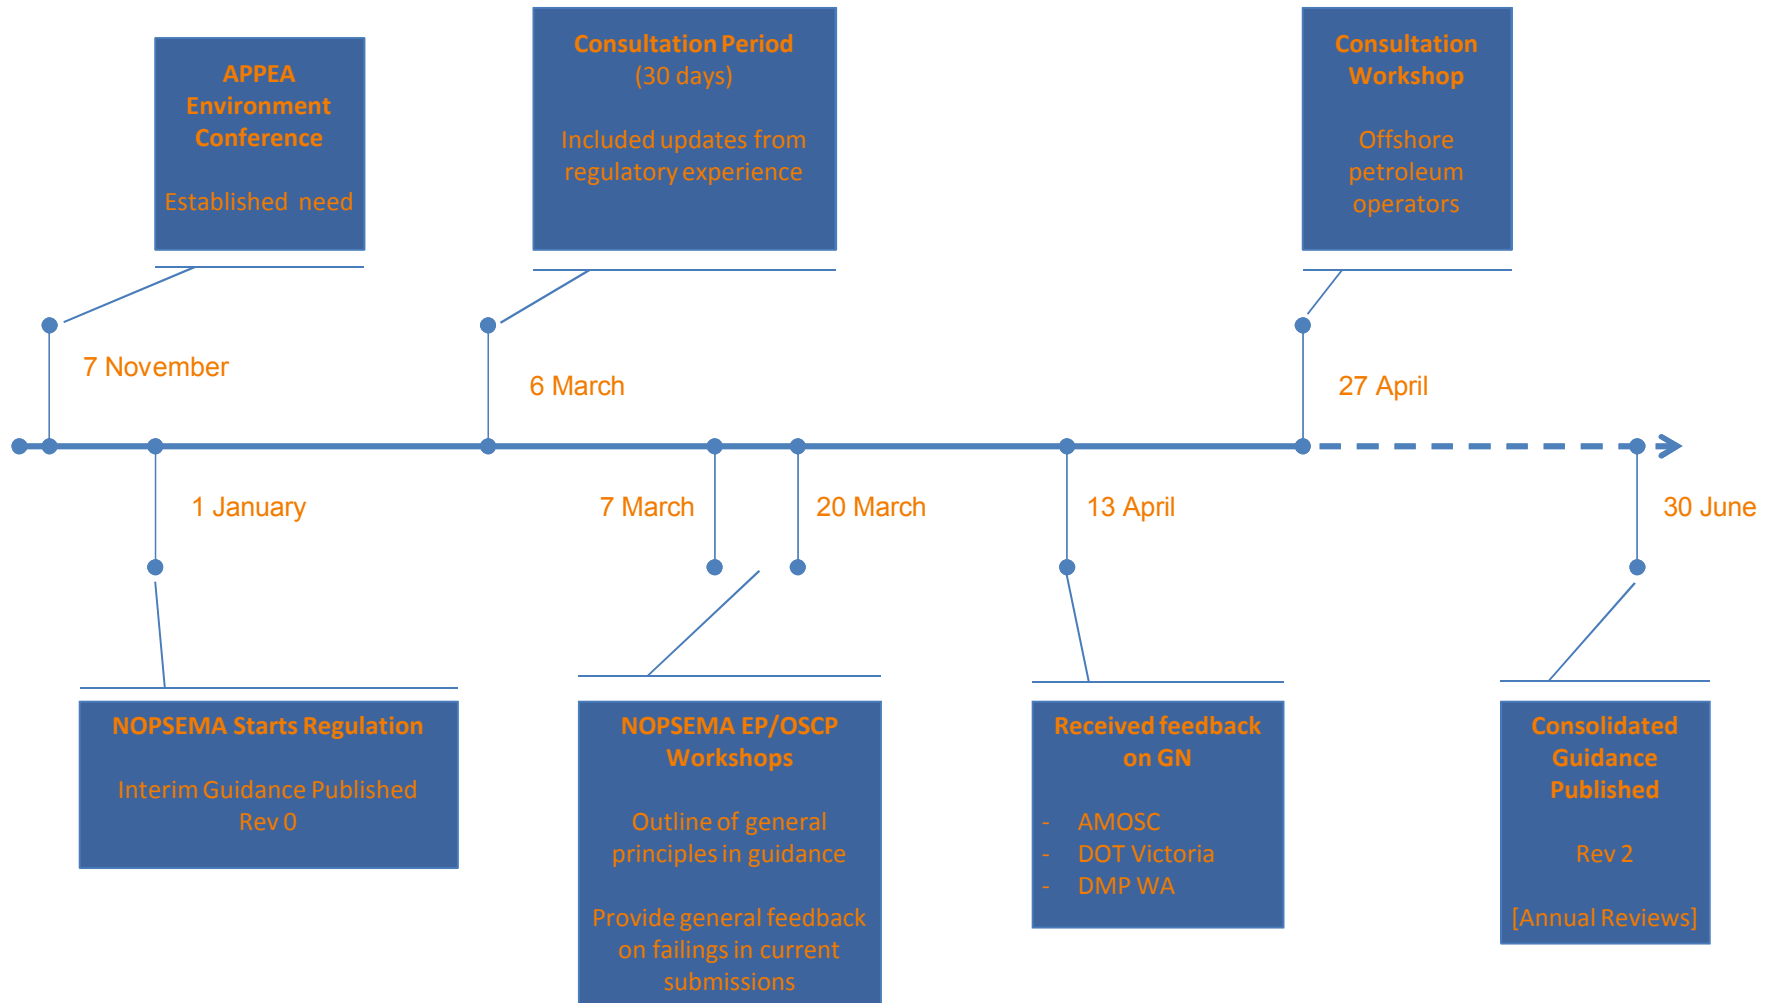 APPEA
Environment
Conference
Established need
Consultation Period
(30 days)
Included updates from
regulatory experience
Consultation
Workshop
Offshore
petroleum
operators
7 November
6 March
27 April
1 January
7 March
20 March
13 April
30 June
NOPSEMA Starts Regulation
Interim Guidance Published
Rev 0
NOPSEMA EP/OSCP
Workshops
Outline of general
principles in guidance
Provide general feedback
on failings in current
submissions
Received feedback
on GN
- AMOSC
- DOT Victoria
- DMP WA
Consolidated
Guidance
Published
Rev 2
[Annual Reviews]